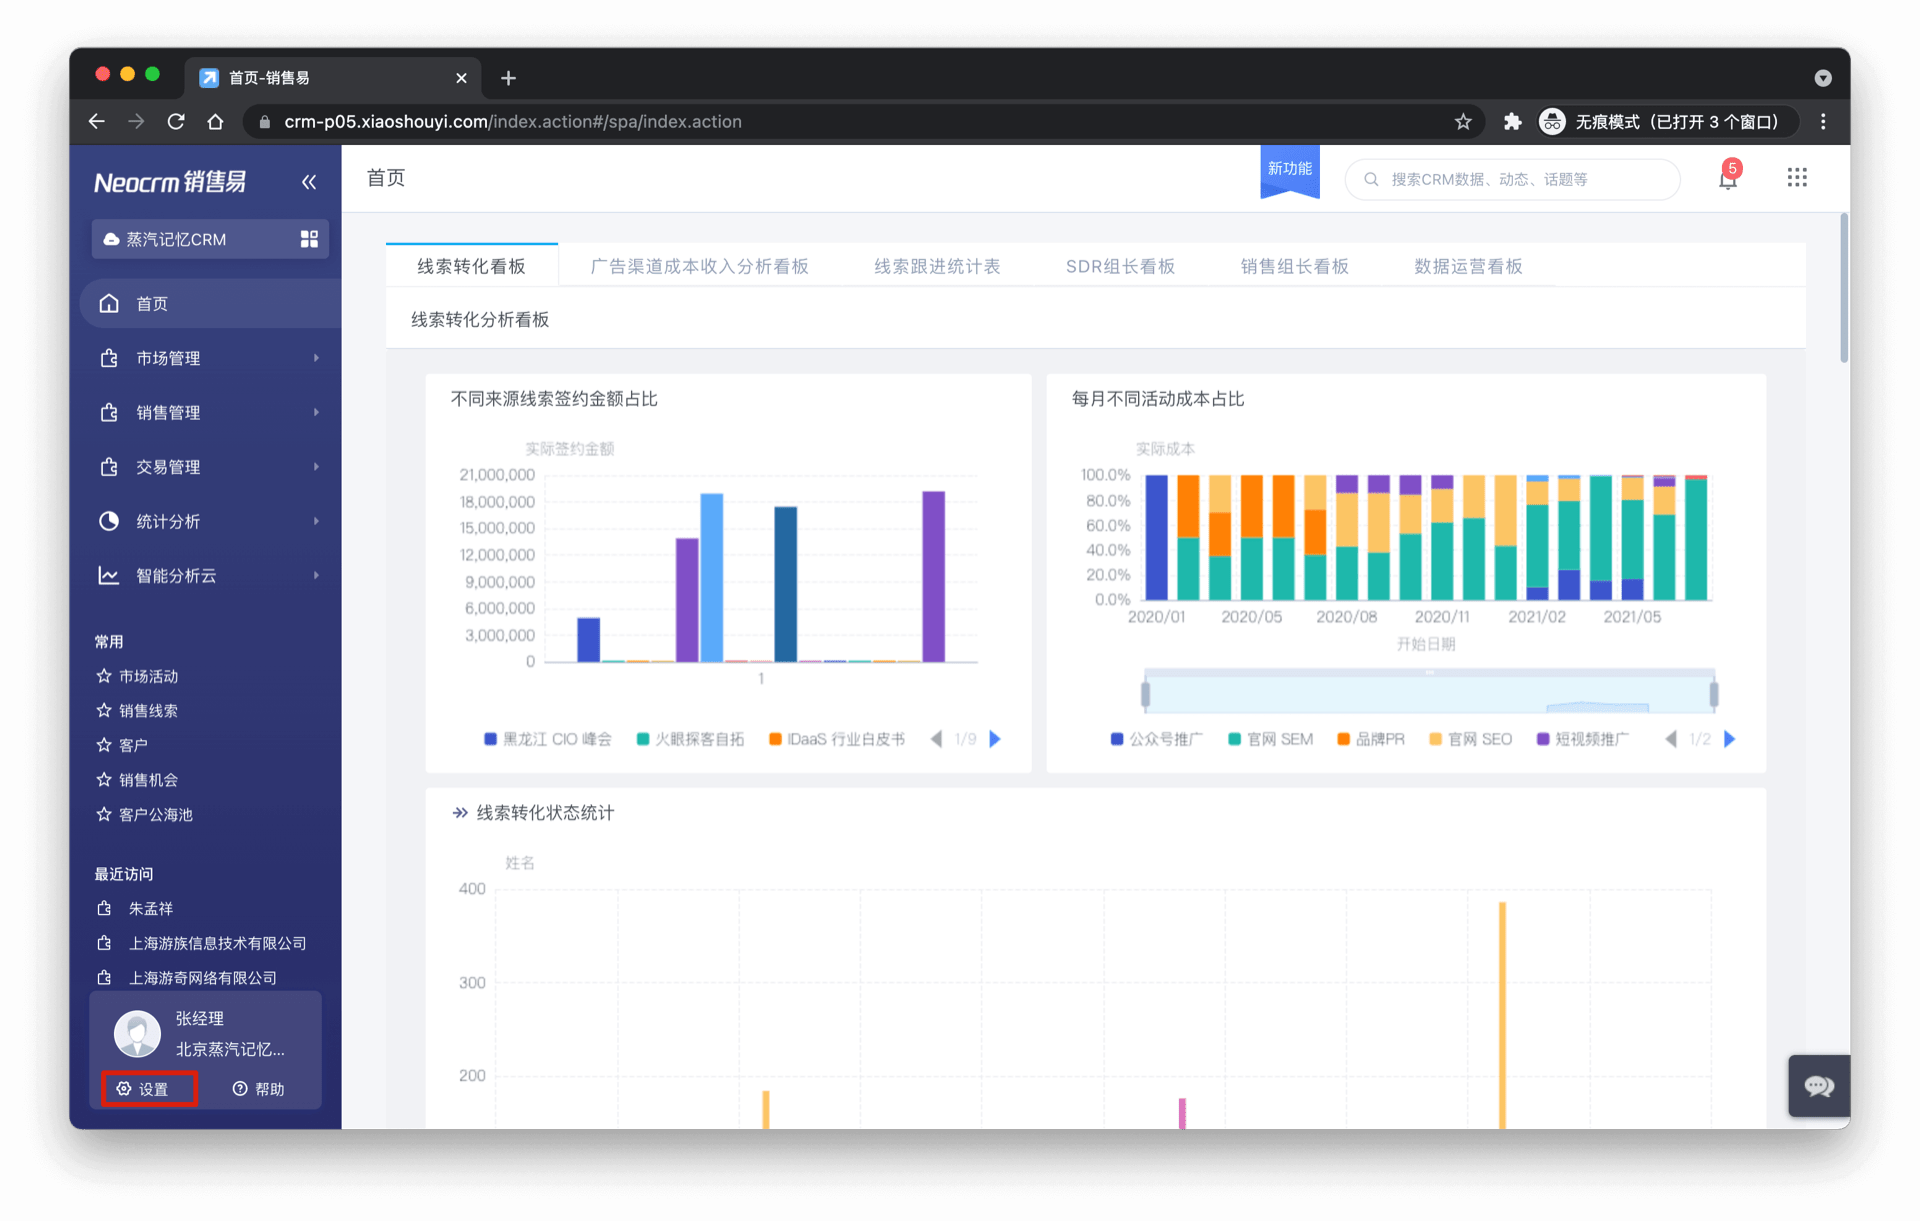 首页-销售易
crm-p05.xiaoshouyi.com/index.action#/spa/index.action
无痕模式（已打开 3 个窗口）
Neocrm 销售易
蒸汽记忆CRM
首页
市场管理
销售管理
交易管理
统计分析
智能分析云
常用
市场活动
销售线索
客户
销售机会
客户公海池
最近访问
朱孟祥
上海游族信息技术有限公司
上海游奇网络有限公司
张经理
北京蒸汽记忆...
设置
帮助
首页
新功能
搜索CRM数据、动态、话题等
5
线索转化看板
广告渠道成本收入分析看板
线索跟进统计表
SDR组长看板
销售组长看板
数据运营看板
线索转化分析看板
不同来源线索签约金额占比
实际签约金额
21,000,000
18,000,000
15,000,000
12,000,000
9,000,000
6,000,000
3,000,000
0
1
黑龙江 CIO 峰会
火眼探客自拓
IDaaS 行业白皮书
1/9
每月不同活动成本占比
实际成本
100.0%
80.0%
60.0%
40.0%
20.0%
0.0%
2020/01
2020/05
2020/08
2020/11
2021/02
2021/05
开始日期
公众号推广
官网 SEM
品牌PR
官网 SEO
短视频推广
1/2
线索转化状态统计
姓名
400
300
200